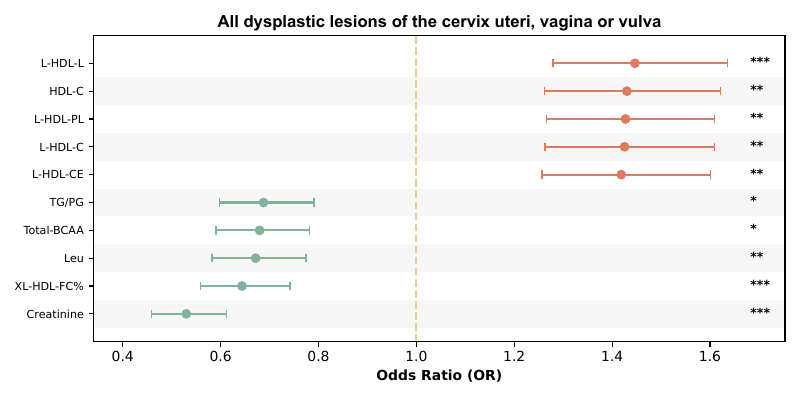 All dysplastic lesions of the cervix uteri, vagina or vulva
L-HDL-L ***
HDL-C **
L-HDL-PL **
L-HDL-C **
L-HDL-CE **
TG/PG *
Total-BCAA *
Leu **
XL-HDL-FC% ***
Creatinine ***
0.4 0.6 0.8 1.0 1.2 1.4 1.6
Odds Ratio (OR)